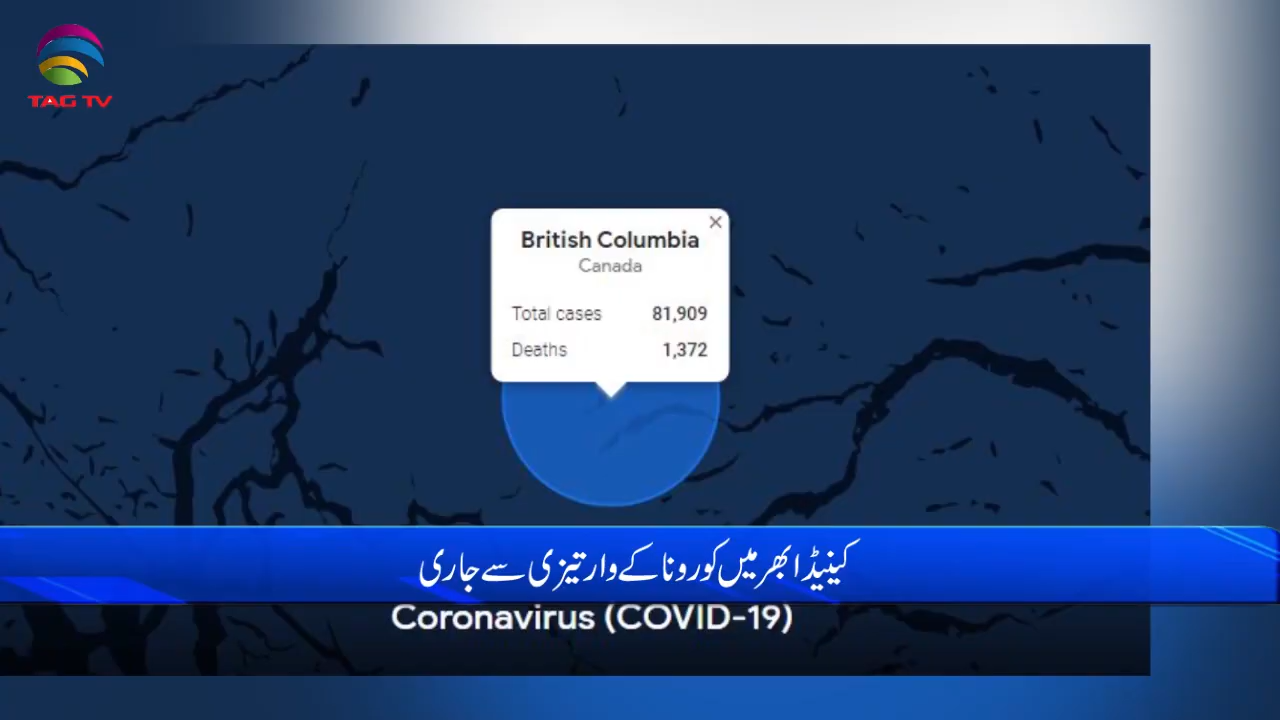 TAG TV
British Columbia
Canada
Total cases 81,909
Deaths 1,372
کینیڈا بھر میں کورونا کے وار تیزی سے جاری
Coronavirus (COVID-19)